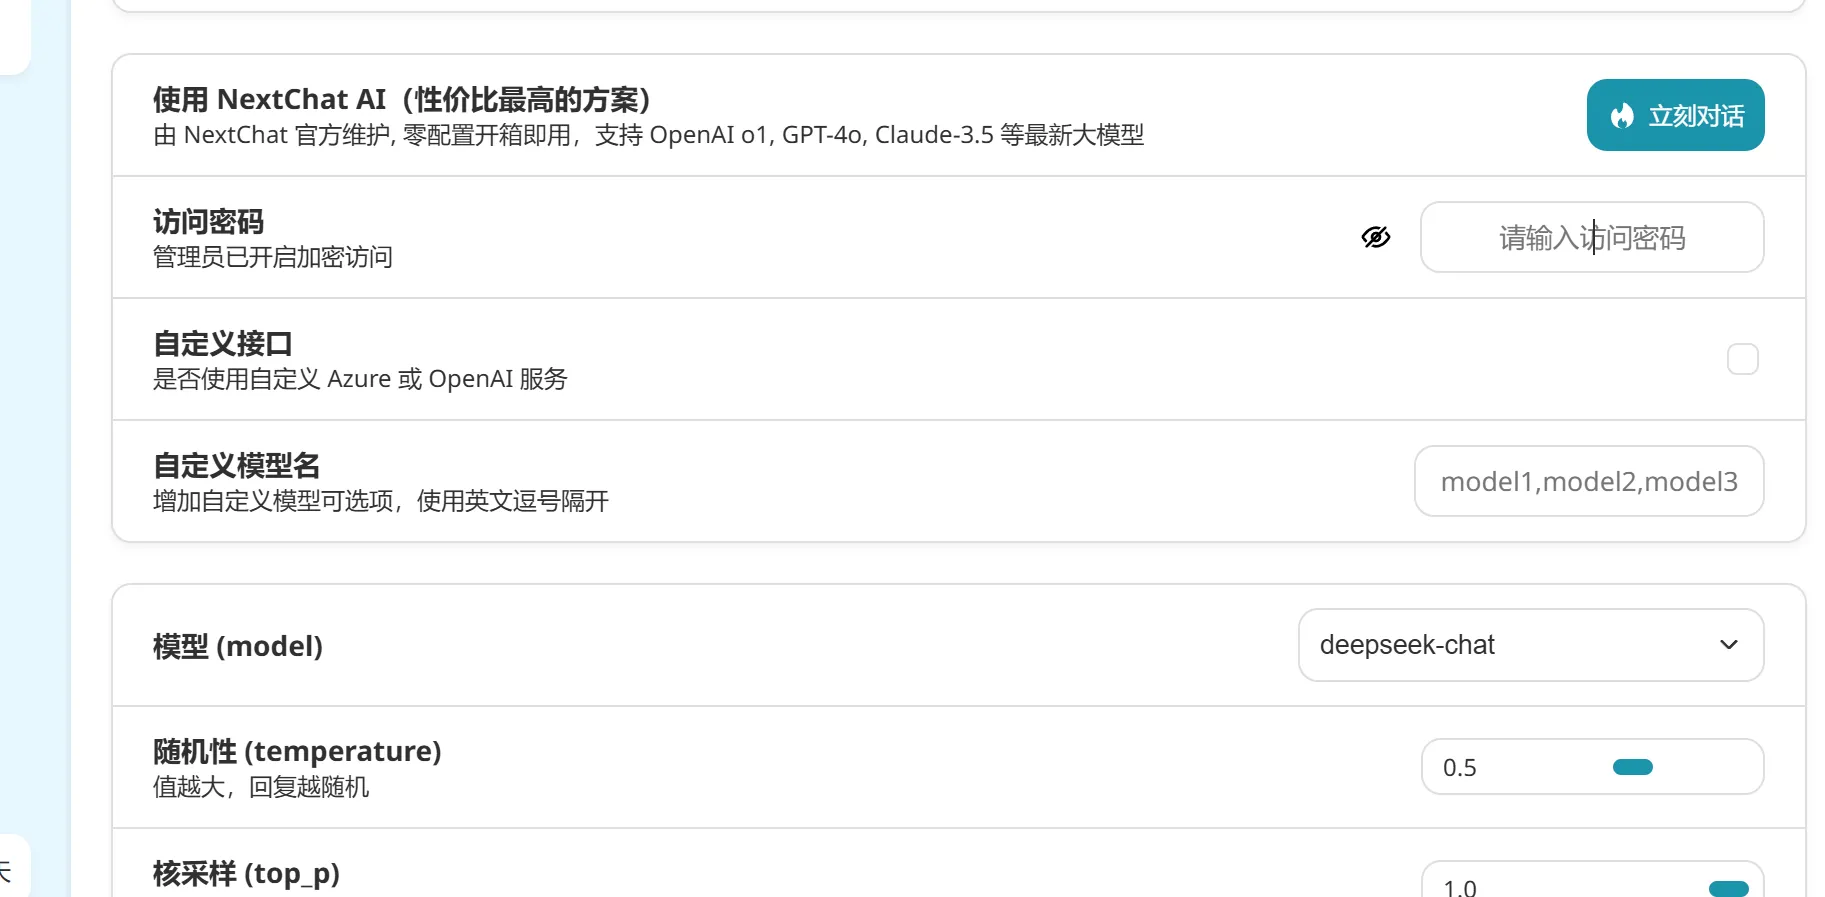 使用 NextChat AI（性价比最高的方案）
由 NextChat 官方维护, 零配置开箱即用，支持 OpenAI o1, GPT-4o, Claude-3.5 等最新大模型
立刻对话
访问密码
管理员已开启加密访问
请输入访问密码
自定义接口
是否使用自定义 Azure 或 OpenAI 服务
自定义模型名
增加自定义模型可选项，使用英文逗号隔开
model1,model2,model3
模型 (model)
deepseek-chat
随机性 (temperature)
值越大，回复越随机
0.5
核采样 (top_p)
1.0